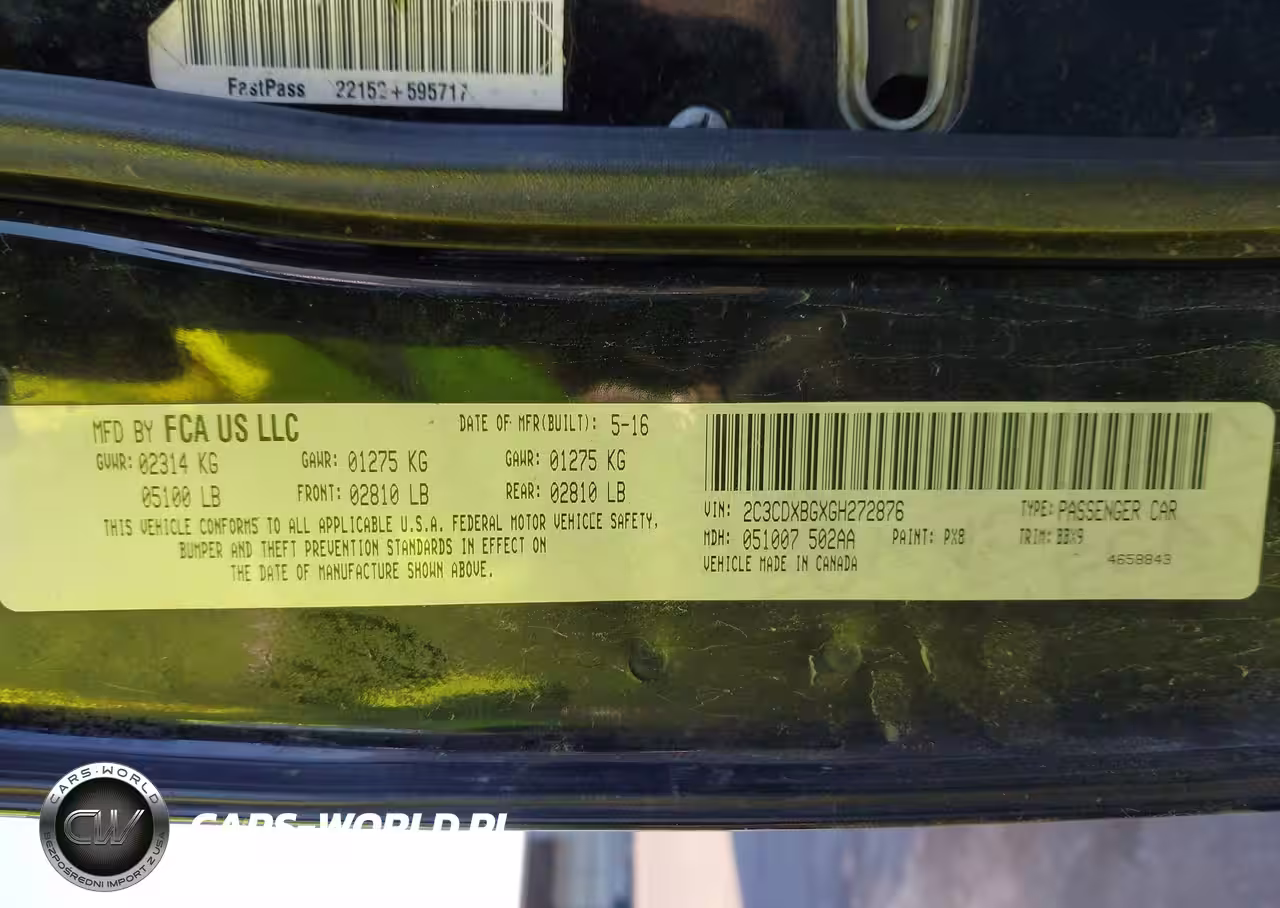 FastPass 22152+595717
MFD BY FCA US LLC DATE OF MFR(BUILT): 5-16
GVWR: 02314 KG GAWR: 01275 KG GAWR: 01275 KG
05100 LB FRONT: 02810 LB REAR: 02810 LB
THIS VEHICLE CONFORMS TO ALL APPLICABLE U.S.A. FEDERAL MOTOR VEHICLE SAFETY,
BUMPER AND THEFT PREVENTION STANDARDS IN EFFECT ON
THE DATE OF MANUFACTURE SHOWN ABOVE.
VIN: 2C3CDXBGXGH272876 TYPE: PASSENGER CAR
MDH: 051007 502AA PAINT: PX8 TRIM: BBX9
VEHICLE MADE IN CANADA 4658843
CARS-WORLD
CW
BEZPOŚREDNI IMPORT Z USA
CARS-WORLD.PL